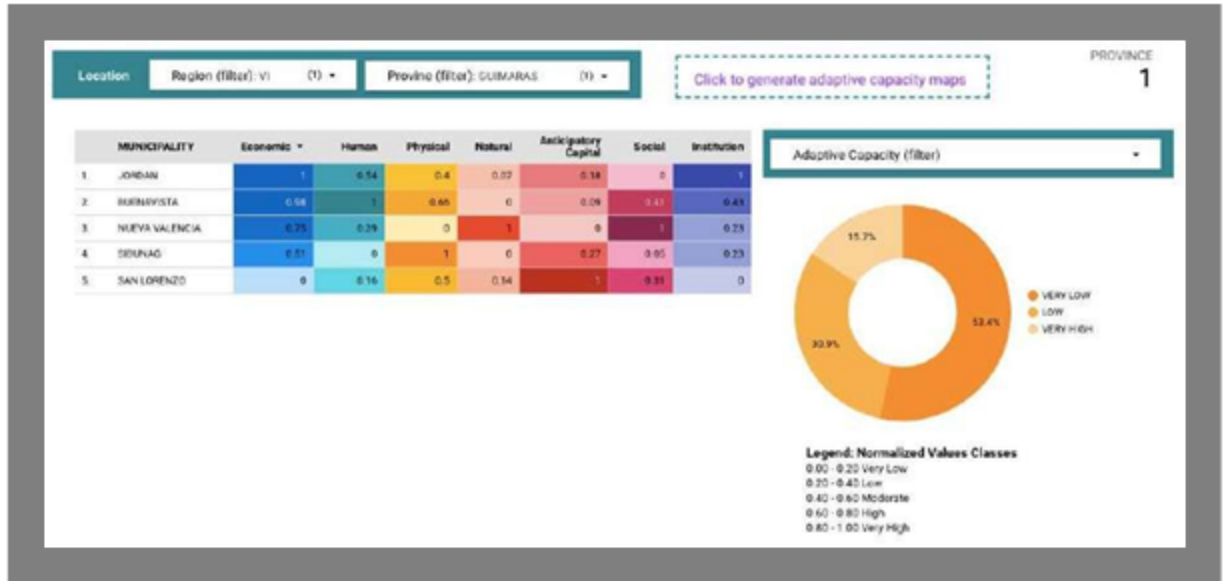 PROVINCE
1
Location
Region (filter): VI (1)
Provine (filter): GUIMARAS (1)
Click to generate adaptive capacity maps
MUNICIPALITY Economic Human Physical Natural Anticipatory Capital Social Institution
1. JORDAN 1 0.54 0.4 0.07 0.18 0 1
2. BUENAVISTA 0.98 1 0.66 0 0.09 0.41 0.43
3. NUEVA VALENCIA 0.75 0.39 0 1 0 1 0.23
4. SIBUNAG 0.51 0 1 0 0.27 0.05 0.23
5. SAN LORENZO 0 0.16 0.5 0.14 1 0.31 0
Adaptive Capacity (filter)
15.7%
53.4%
30.9%
VERY LOW
LOW
VERY HIGH
Legend: Normalized Values Classes
0.00 - 0.20 Very Low
0.20 - 0.40 Low
0.40 - 0.60 Moderate
0.60 - 0.80 High
0.80 - 1.00 Very High